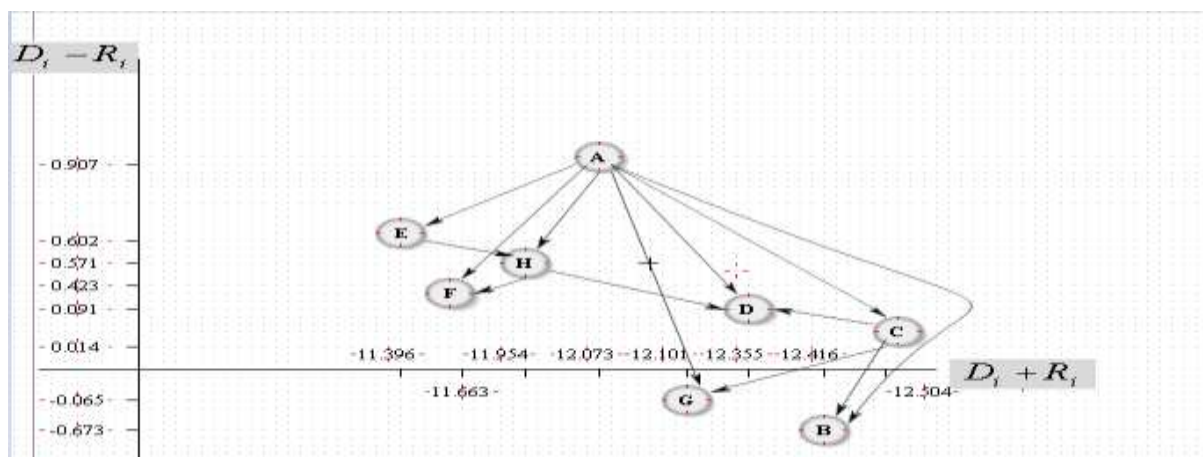 D_i − R_i
A
- 0.907 -
E
- 0.602 -
H
- 0.571 -
F
- 0.423 -
D
- 0.091 -
C
- 0.014 -
-11.396- -11.954- -12.073- -12.101- -12.355- -12.416-
D_i + R_i
-11.663- -12.504-
-0.065-
G
-0.673-
B